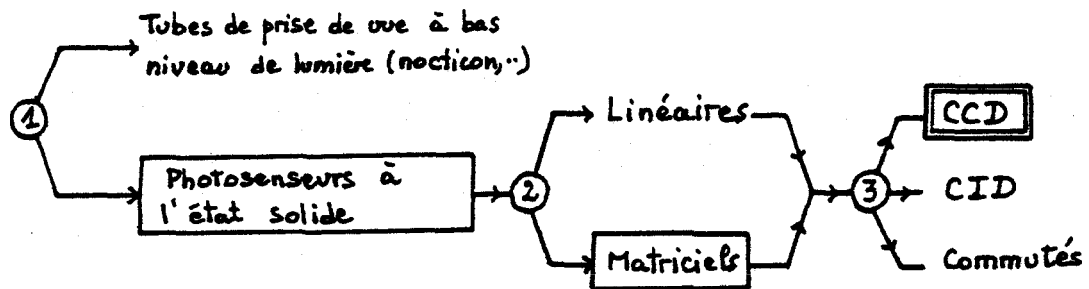 Tubes de prise de vue à bas
niveau de lumière (nocticon,..)
1
Photosenseurs à
l'état solide
2
Linéaires
Matriciels
3
CCD
CID
Commutés